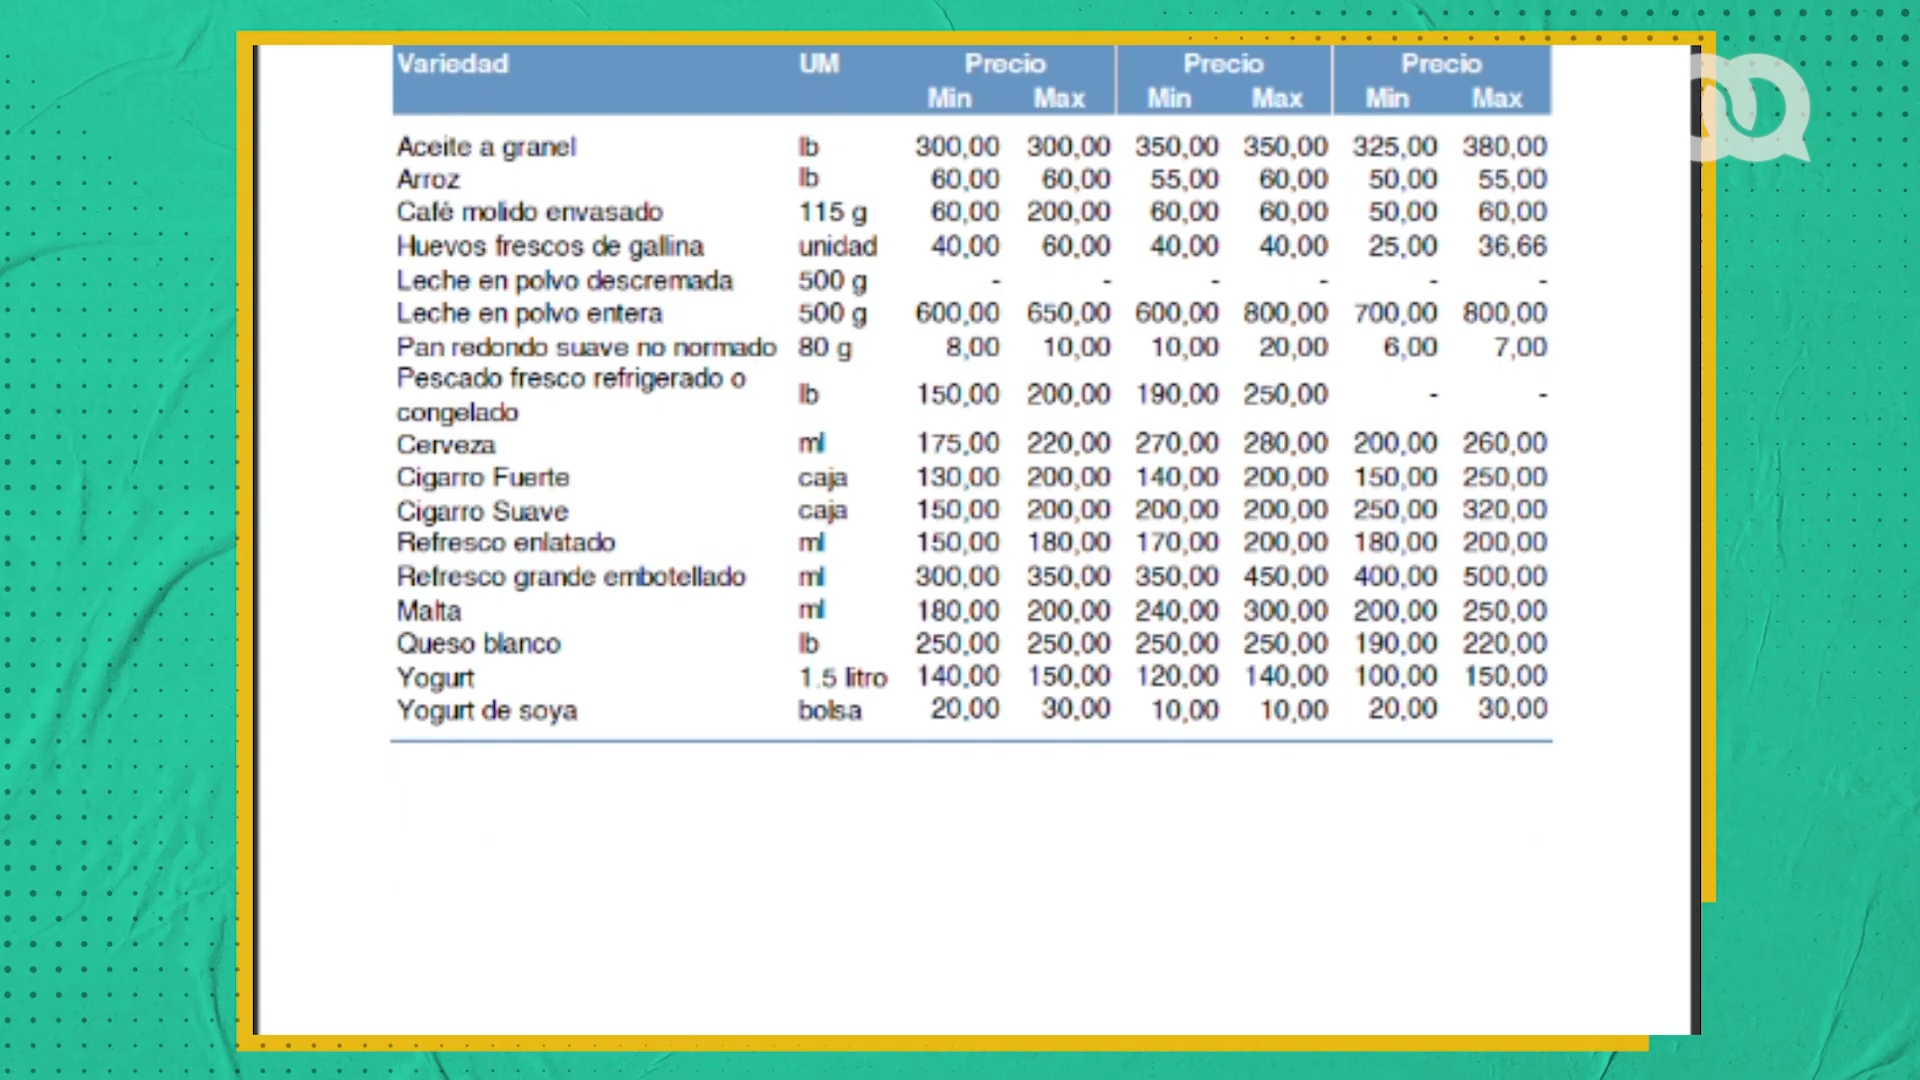 Variedad UM Precio Precio Precio
Min Max Min Max Min Max
Aceite a granel lb 300,00 300,00 350,00 350,00 325,00 380,00
Arroz lb 60,00 60,00 55,00 60,00 50,00 55,00
Café molido envasado 115 g 60,00 200,00 60,00 60,00 50,00 60,00
Huevos frescos de gallina unidad 40,00 60,00 40,00 40,00 25,00 36,66
Leche en polvo descremada 500 g - - - - - -
Leche en polvo entera 500 g 600,00 650,00 600,00 800,00 700,00 800,00
Pan redondo suave no normado 80 g 8,00 10,00 10,00 20,00 6,00 7,00
Pescado fresco refrigerado o
congelado lb 150,00 200,00 190,00 250,00 - -
Cerveza ml 175,00 220,00 270,00 280,00 200,00 260,00
Cigarro Fuerte caja 130,00 200,00 140,00 200,00 150,00 250,00
Cigarro Suave caja 150,00 200,00 200,00 200,00 250,00 320,00
Refresco enlatado ml 150,00 180,00 170,00 200,00 180,00 200,00
Refresco grande embotellado ml 300,00 350,00 350,00 450,00 400,00 500,00
Malta ml 180,00 200,00 240,00 300,00 200,00 250,00
Queso blanco lb 250,00 250,00 250,00 250,00 190,00 220,00
Yogurt 1.5 litro 140,00 150,00 120,00 140,00 100,00 150,00
Yogurt de soya bolsa 20,00 30,00 10,00 10,00 20,00 30,00